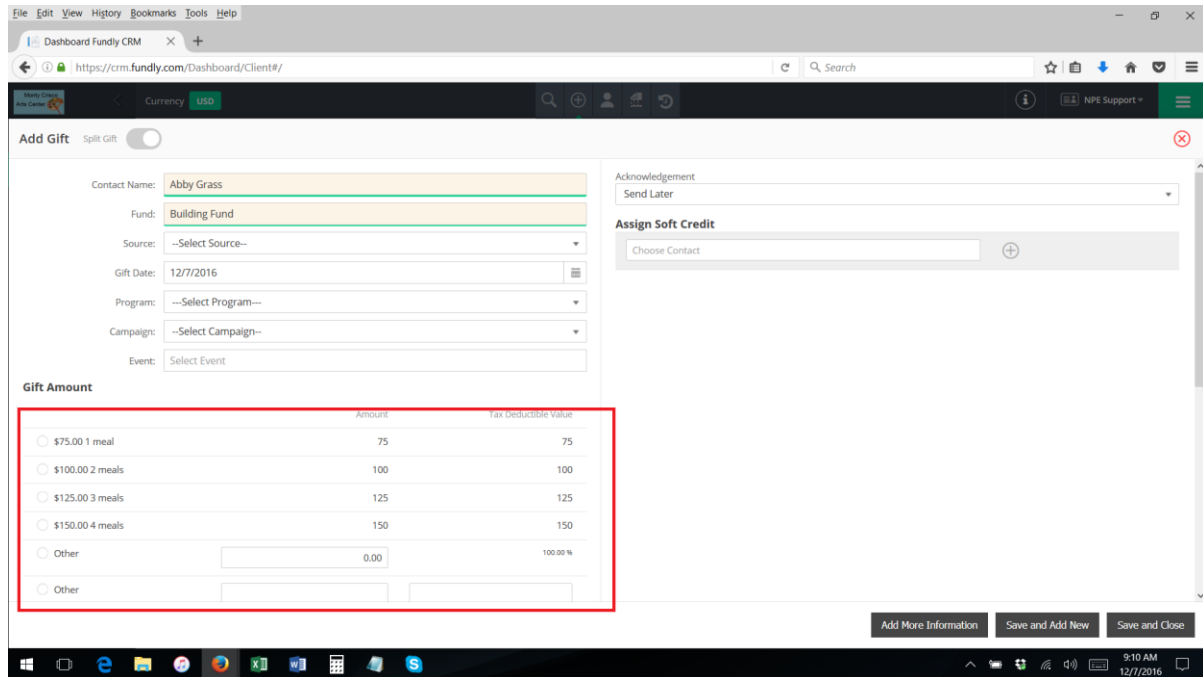 File Edit View History Bookmarks Tools Help
Dashboard Fundly CRM
https://crm.fundly.com/Dashboard/Client#/
Search
Monty Greico Arts Center
Currency USD
NPE Support
Add Gift Split Gift
Contact Name: Abby Grass
Fund: Building Fund
Source: --Select Source--
Gift Date: 12/7/2016
Program: ---Select Program---
Campaign: --Select Campaign--
Event: Select Event
Acknowledgement
Send Later
Assign Soft Credit
Choose Contact
Gift Amount
Amount Tax Deductible Value
$75.00 1 meal 75 75
$100.00 2 meals 100 100
$125.00 3 meals 125 125
$150.00 4 meals 150 150
Other 0.00 100.00 %
Other
Add More Information Save and Add New Save and Close
9:10 AM
12/7/2016